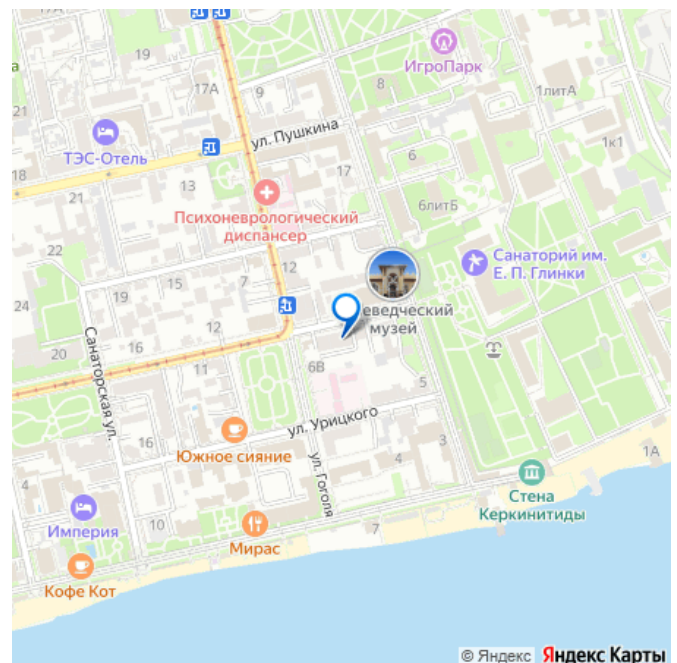 ИгроПарк
а
17А
9
8
1литА
21
ул. Пушкина
1к1
ТЭС-Отель
6
18
17
13
21
Психоневрологический
диспансер
6литБ
22
Санаторий им.
Е. П. Глинки
12
15
7
19
24
еведческий
музей
12
16
20
Санаторская ул.
11
6В
5
ул. Урицкого
Южное сияние
16
3
4
1А
ул. Гоголя
4
Стена
Керкинитиды
Империя
10
7
Мирас
Кофе Кот
© Яндекс Яндекс Карты